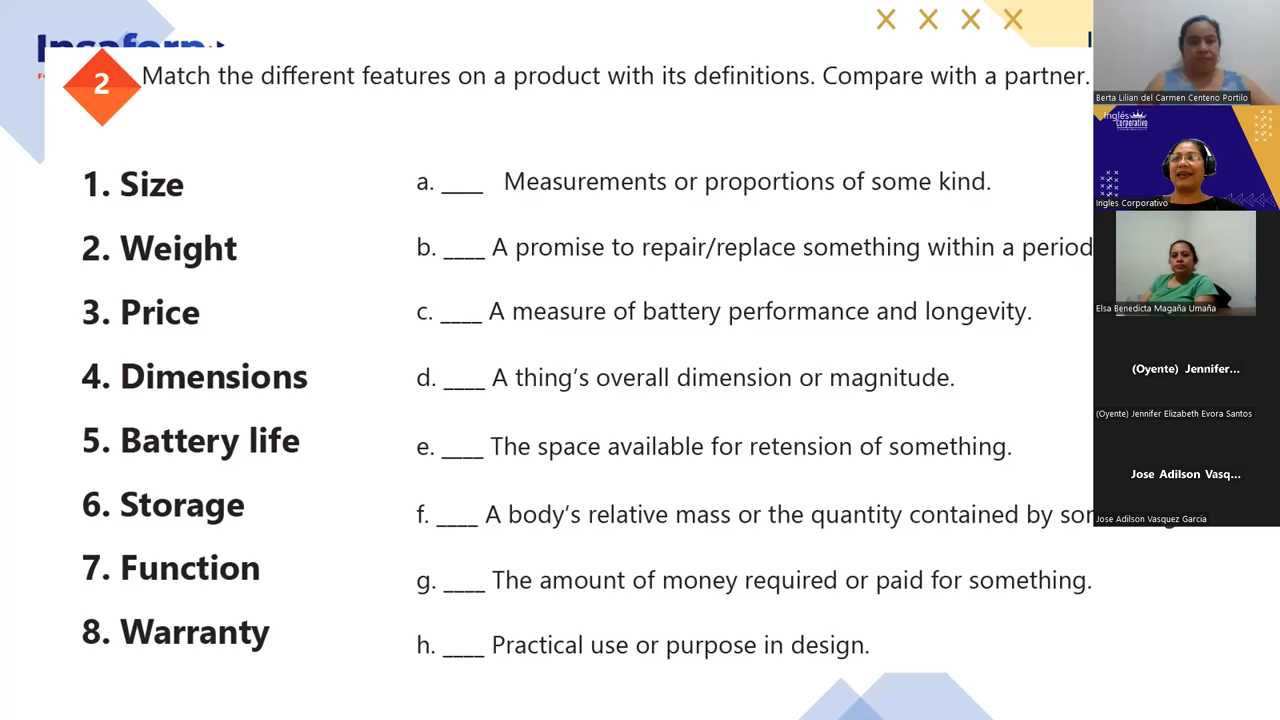 Insaforp
2
Match the different features on a product with its definitions. Compare with a partner.
1. Size
2. Weight
3. Price
4. Dimensions
5. Battery life
6. Storage
7. Function
8. Warranty
a. ____ Measurements or proportions of some kind.
b. ____ A promise to repair/replace something within a period
c. ____ A measure of battery performance and longevity.
d. ____ A thing’s overall dimension or magnitude.
e. ____ The space available for retension of something.
f. ____ A body’s relative mass or the quantity contained by
g. ____ The amount of money required or paid for something.
h. ____ Practical use or purpose in design.
Berta Lilian del Carmen Centeno Portilo
Inglés
Corporativo
Ingles Corporativo
Elsa Benedicta Magaña Umaña
(Oyente) Jennifer...
(Oyente) Jennifer Elizabeth Evora Santos
Jose Adilson Vasq...
Jose Adilson Vasquez Garcia